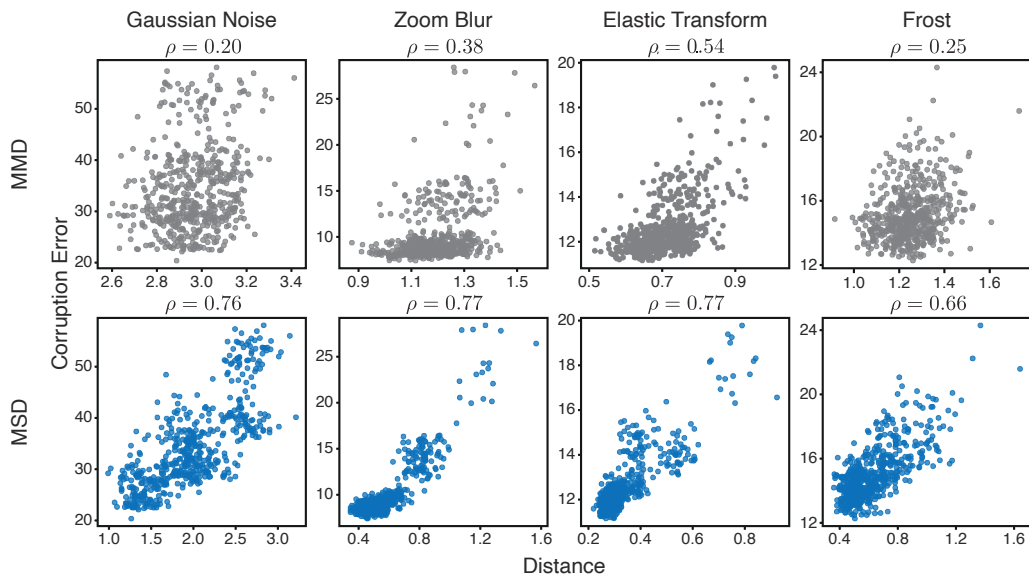 Gaussian Noise Zoom Blur Elastic Transform Frost
ρ = 0.20 ρ = 0.38 ρ = 0.54 ρ = 0.25
MMD
50
40
30
20
2.6 2.8 3.0 3.2 3.4
25
20
15
10
0.9 1.1 1.3 1.5
20
18
16
14
12
0.5 0.7 0.9
24
20
16
12
1.0 1.2 1.4 1.6
Corruption Error
ρ = 0.76 ρ = 0.77 ρ = 0.77 ρ = 0.66
MSD
50
40
30
20
1.0 1.5 2.0 2.5 3.0
25
20
15
10
0.4 0.8 1.2 1.6
20
18
16
14
12
0.2 0.4 0.6 0.8
24
20
16
12
0.4 0.8 1.2 1.6
Distance